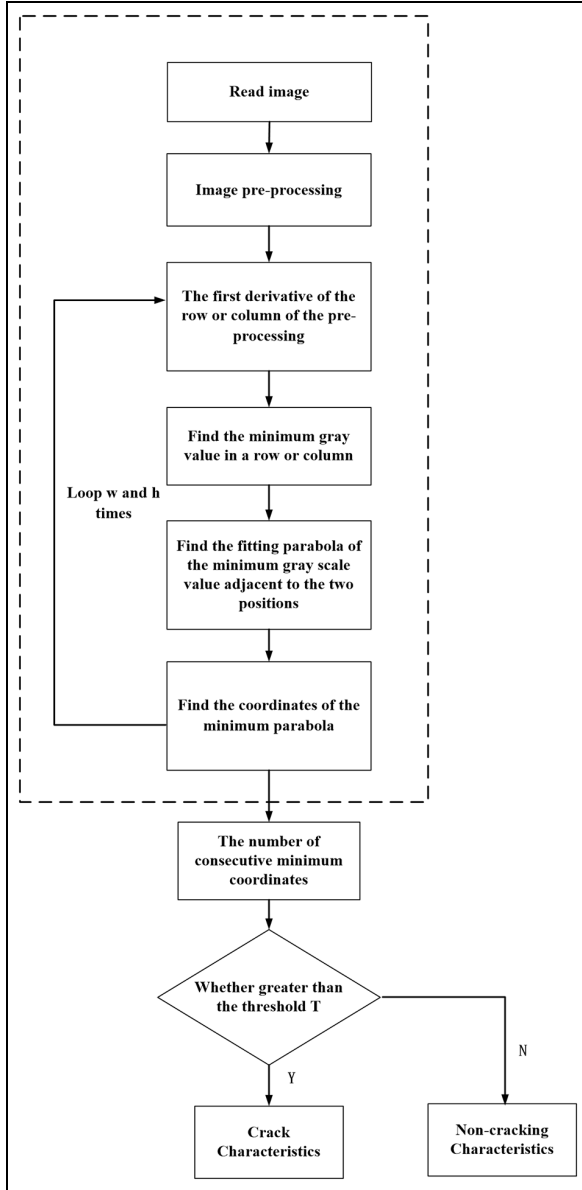 Read image
Image pre-processing
The first derivative of the
row or column of the pre-
processing
Find the minimum gray
value in a row or column
Loop w and h
times
Find the fitting parabola of
the minimum gray scale
value adjacent to the two
positions
Find the coordinates of the
minimum parabola
The number of
consecutive minimum
coordinates
Whether greater than
the threshold T
N
Y
Crack
Characteristics
Non-cracking
Characteristics